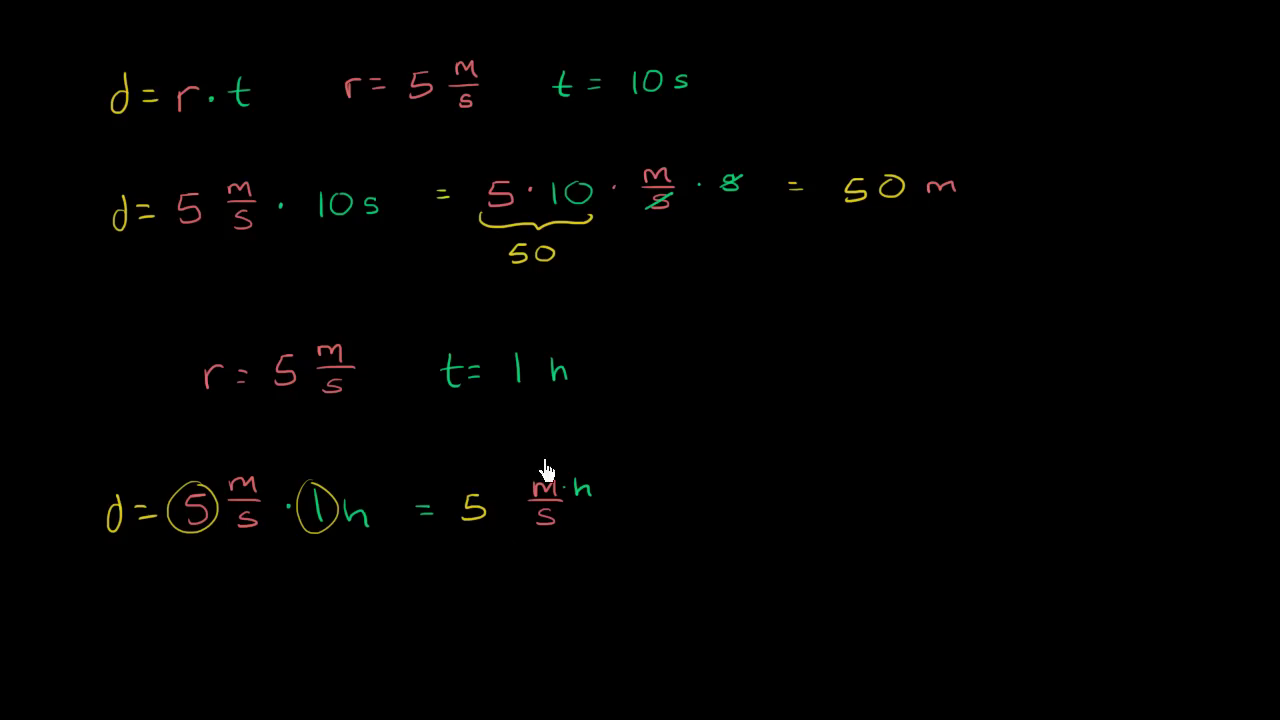 d = r · t r = 5 m/s t = 10 s
d = 5 m/s · 10 s = 5 · 10 · m/s · s = 50 m
50
r = 5 m/s t = 1 h
d = 5 m/s · 1 h = 5 m · h/s